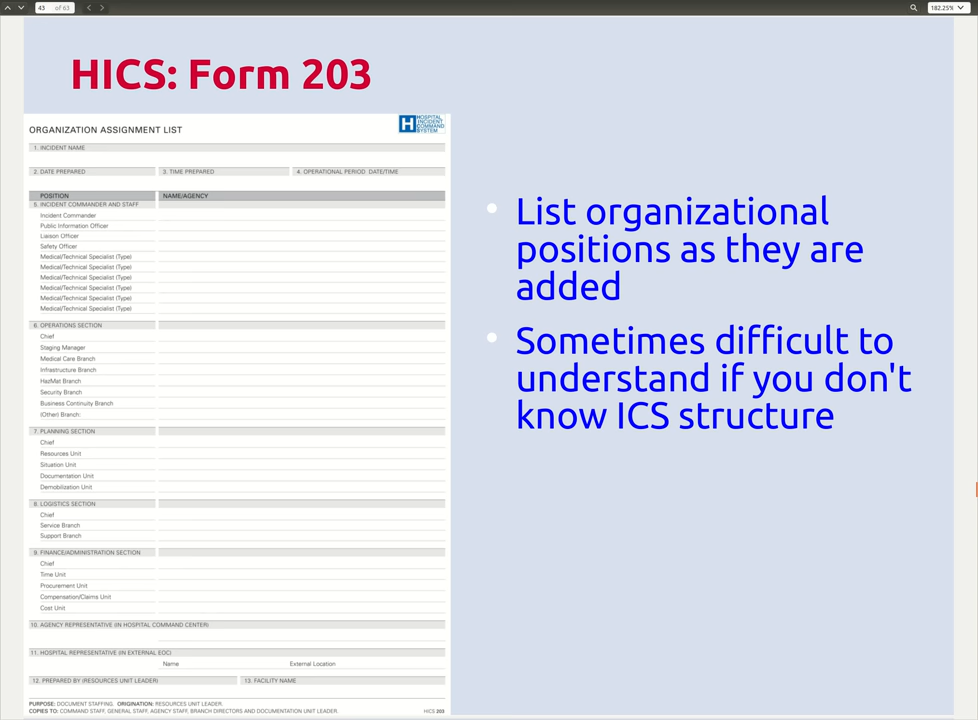 43 of 63
182.25%
HICS: Form 203
ORGANIZATION ASSIGNMENT LIST
HOSPITAL
INCIDENT
COMMAND
SYSTEM
1. INCIDENT NAME
2. DATE PREPARED 3. TIME PREPARED 4. OPERATIONAL PERIOD DATE/TIME
POSITION NAME/AGENCY
5. INCIDENT COMMANDER AND STAFF
Incident Commander
Public Information Officer
Liaison Officer
Safety Officer
Medical/Technical Specialist (Type)
Medical/Technical Specialist (Type)
Medical/Technical Specialist (Type)
Medical/Technical Specialist (Type)
Medical/Technical Specialist (Type)
Medical/Technical Specialist (Type)
6. OPERATIONS SECTION
Chief
Staging Manager
Medical Care Branch
Infrastructure Branch
HazMat Branch
Security Branch
Business Continuity Branch
(Other) Branch:
7. PLANNING SECTION
Chief
Resources Unit
Situation Unit
Documentation Unit
Demobilization Unit
8. LOGISTICS SECTION
Chief
Service Branch
Support Branch
9. FINANCE/ADMINISTRATION SECTION
Chief
Time Unit
Procurement Unit
Compensation/Claims Unit
Cost Unit
10. AGENCY REPRESENTATIVE (IN HOSPITAL COMMAND CENTER)
11. HOSPITAL REPRESENTATIVE (IN EXTERNAL EOC)
Name External Location
12. PREPARED BY (RESOURCES UNIT LEADER) 13. FACILITY NAME
PURPOSE: DOCUMENT STAFFING. ORIGINATION: RESOURCES UNIT LEADER.
COPIES TO: COMMAND STAFF, GENERAL STAFF, AGENCY STAFF, BRANCH DIRECTORS AND DOCUMENTATION UNIT LEADER. HICS 203
• List organizational
positions as they are
added
• Sometimes difficult to
understand if you don't
know ICS structure